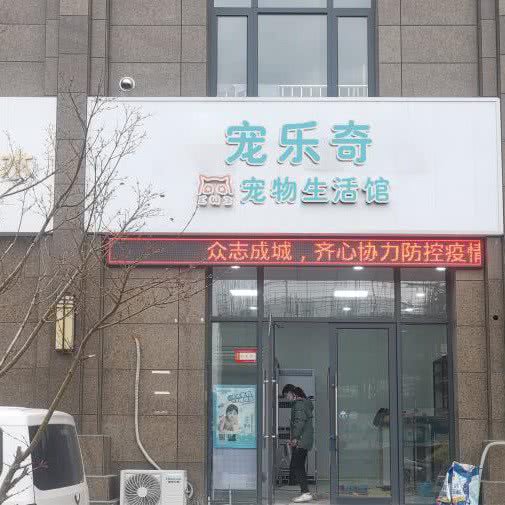 宠乐奇
宠物生活馆
众志成城，齐心协力防控疫情